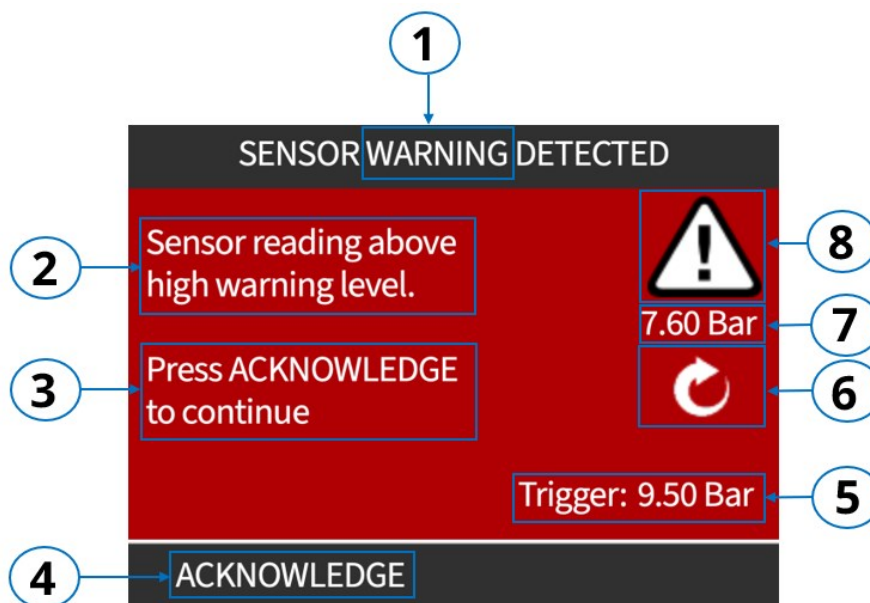 1
SENSOR WARNING DETECTED
8
Sensor reading above
high warning level.
2
7.60 Bar
7
Press ACKNOWLEDGE
to continue
3
6
Trigger: 9.50 Bar
5
ACKNOWLEDGE
4